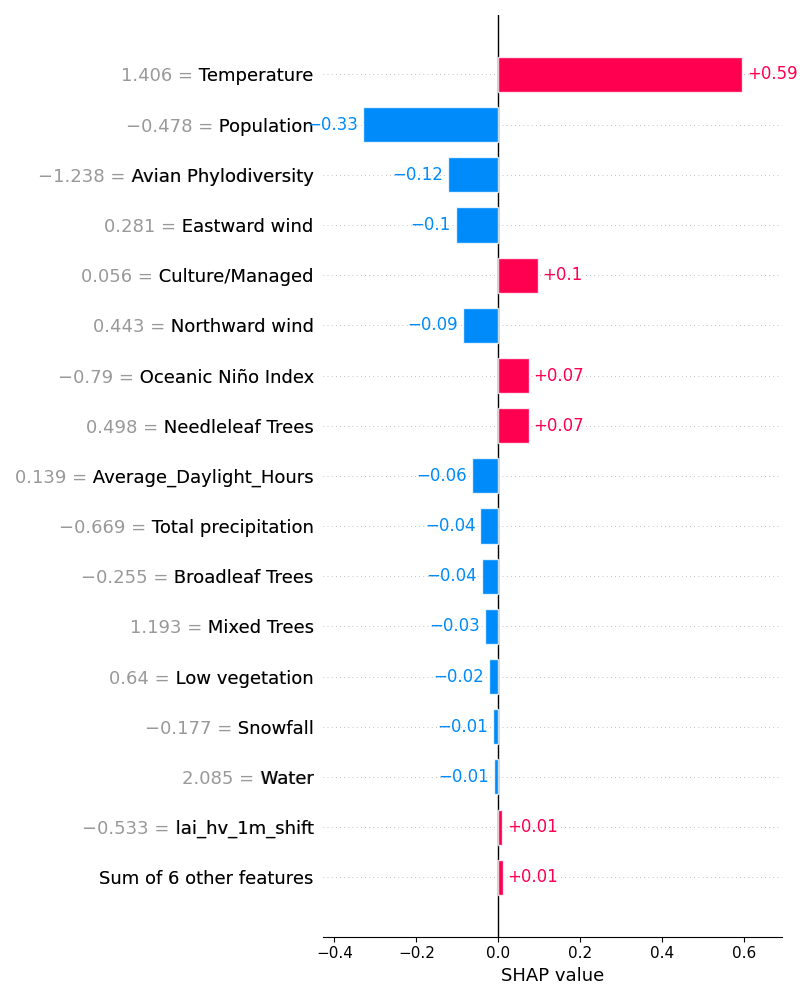 1.406 = Temperature +0.59
−0.478 = Population −0.33
−1.238 = Avian Phylodiversity −0.12
0.281 = Eastward wind −0.1
0.056 = Culture/Managed +0.1
0.443 = Northward wind −0.09
−0.79 = Oceanic Niño Index +0.07
0.498 = Needleleaf Trees +0.07
0.139 = Average_Daylight_Hours −0.06
−0.669 = Total precipitation −0.04
−0.255 = Broadleaf Trees −0.04
1.193 = Mixed Trees −0.03
0.64 = Low vegetation −0.02
−0.177 = Snowfall −0.01
2.085 = Water −0.01
−0.533 = lai_hv_1m_shift +0.01
Sum of 6 other features +0.01
−0.4 −0.2 0.0 0.2 0.4 0.6
SHAP value